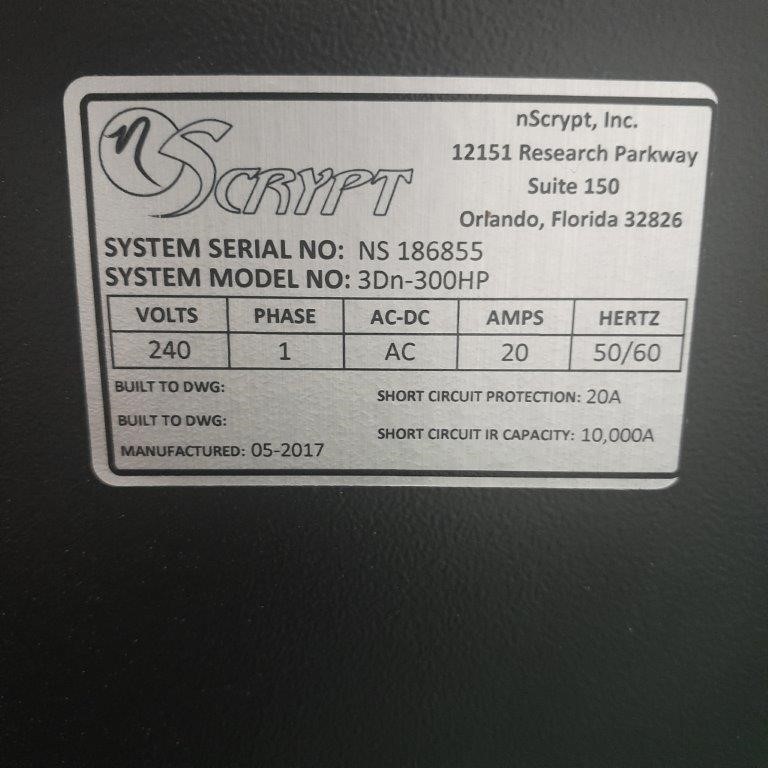 nScrypt
nScrypt, Inc.
12151 Research Parkway
Suite 150
Orlando, Florida 32826
SYSTEM SERIAL NO: NS 186855
SYSTEM MODEL NO: 3Dn-300HP
VOLTS PHASE AC-DC AMPS HERTZ
240 1 AC 20 50/60
BUILT TO DWG:
SHORT CIRCUIT PROTECTION: 20A
BUILT TO DWG:
SHORT CIRCUIT IR CAPACITY: 10,000A
MANUFACTURED: 05-2017